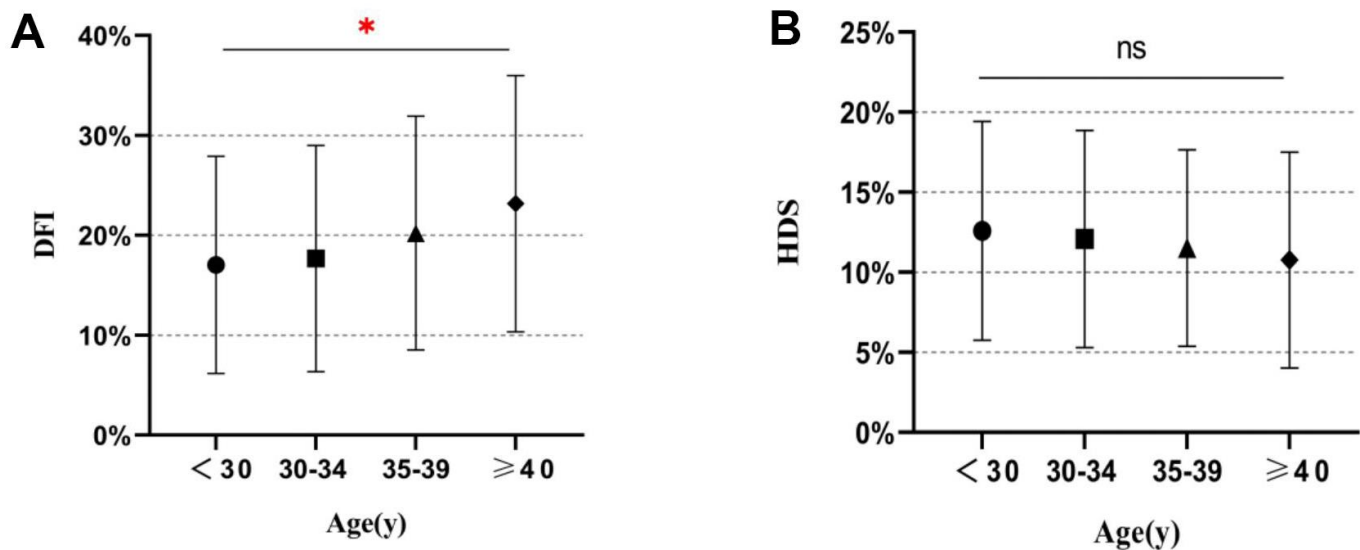 A
DFI
40%
30%
20%
10%
0%
*
<30 30-34 35-39 ≥40
Age(y)
B
HDS
25%
20%
15%
10%
5%
0%
ns
<30 30-34 35-39 ≥40
Age(y)